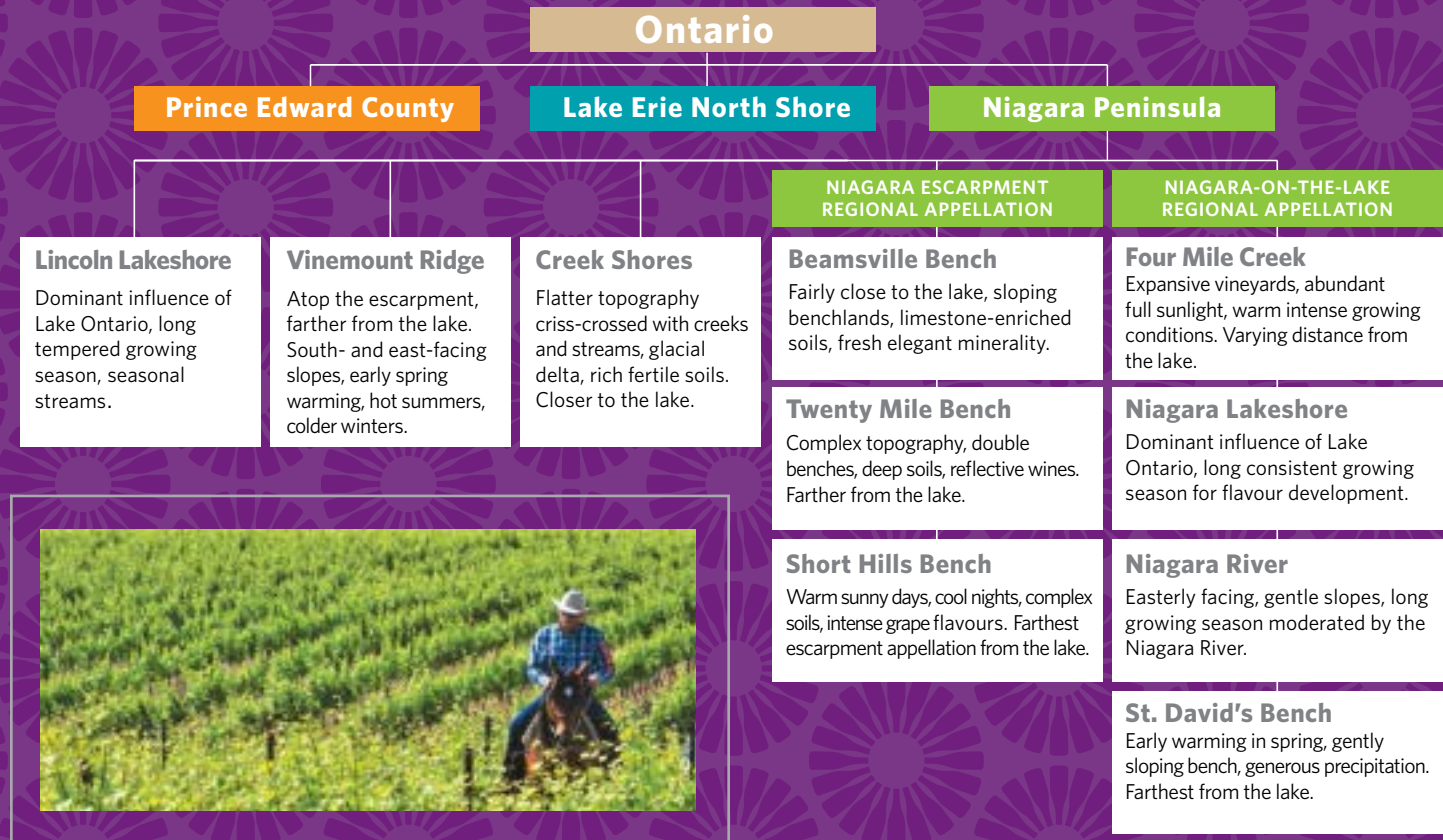 Ontario
Prince Edward County
Lake Erie North Shore
Niagara Peninsula
Lincoln Lakeshore
Dominant influence of
Lake Ontario, long
tempered growing
season, seasonal
streams.
Vinemount Ridge
Atop the escarpment,
farther from the lake.
South- and east-facing
slopes, early spring
warming, hot summers,
colder winters.
Creek Shores
Flatter topography
criss-crossed with creeks
and streams, glacial
delta, rich fertile soils.
Closer to the lake.
NIAGARA ESCARPMENT
REGIONAL APPELLATION
Beamsville Bench
Fairly close to the lake, sloping
benchlands, limestone-enriched
soils, fresh elegant minerality.
Twenty Mile Bench
Complex topography, double
benches, deep soils, reflective wines.
Farther from the lake.
Short Hills Bench
Warm sunny days, cool nights, complex
soils, intense grape flavours. Farthest
escarpment appellation from the lake.
NIAGARA-ON-THE-LAKE
REGIONAL APPELLATION
Four Mile Creek
Expansive vineyards, abundant
full sunlight, warm intense growing
conditions. Varying distance from
the lake.
Niagara Lakeshore
Dominant influence of Lake
Ontario, long consistent growing
season for flavour development.
Niagara River
Easterly facing, gentle slopes, long
growing season moderated by the
Niagara River.
St. David's Bench
Early warming in spring, gently
sloping bench, generous precipitation.
Farthest from the lake.